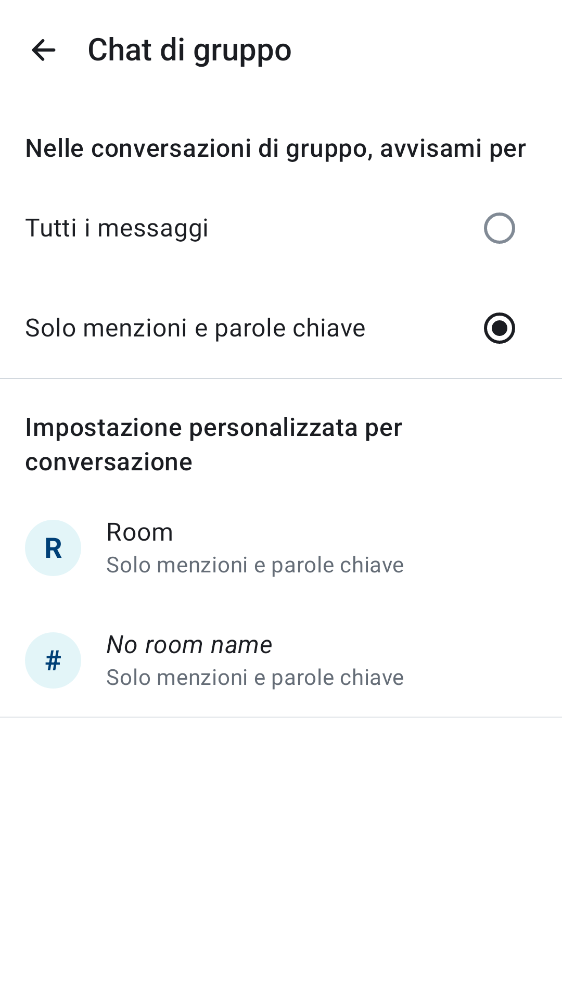 Chat di gruppo
Nelle conversazioni di gruppo, avvisami per
Tutti i messaggi
Solo menzioni e parole chiave
Impostazione personalizzata per
conversazione
R
Room
Solo menzioni e parole chiave
#
No room name
Solo menzioni e parole chiave